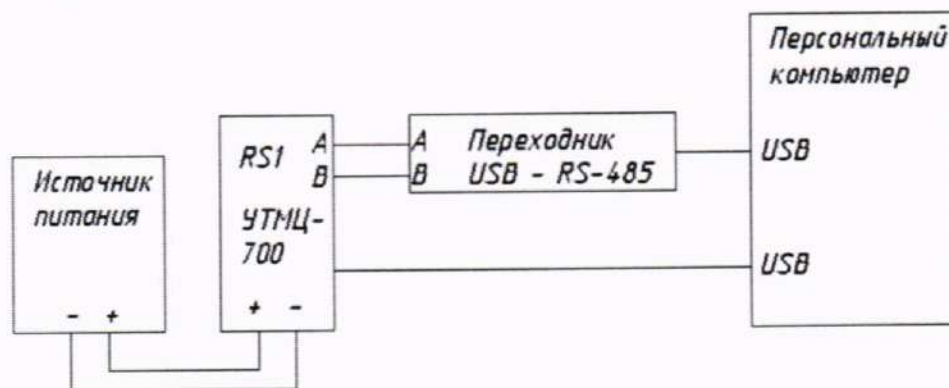 Персональный
компьютер
RS1
A
A
Переходник
USB
B
B
USB - RS-485
Источник
питания
УТМЦ-
700
USB
- +
+ -